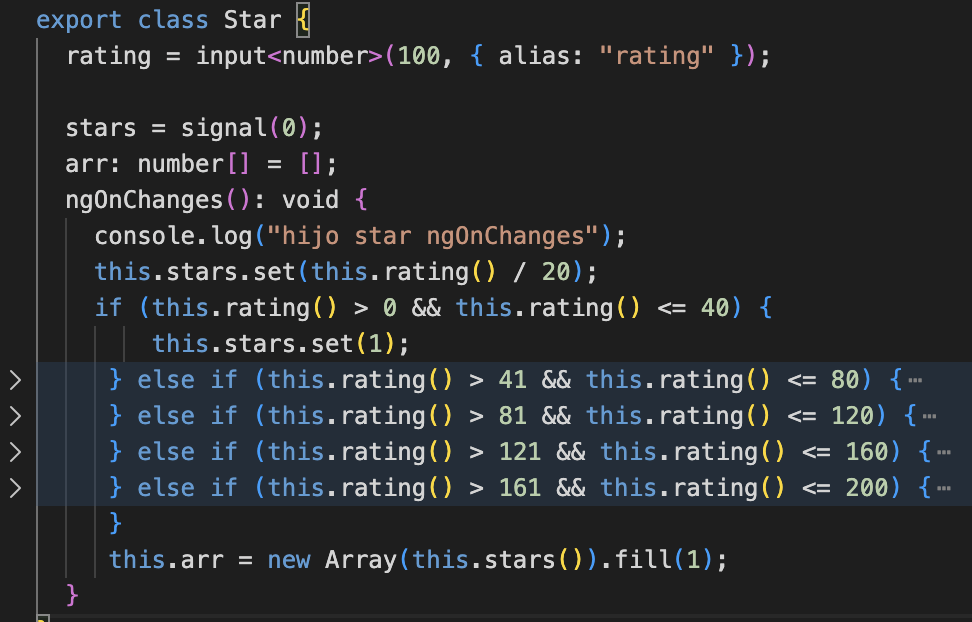 export class Star {
rating = input<number>(100, { alias: "rating" });
stars = signal(0);
arr: number[] = [];
ngOnChanges(): void {
console.log("hijo star ngOnChanges");
this.stars.set(this.rating() / 20);
if (this.rating() > 0 && this.rating() <= 40) {
this.stars.set(1);
} else if (this.rating() > 41 && this.rating() <= 80) {⋯
} else if (this.rating() > 81 && this.rating() <= 120) {⋯
} else if (this.rating() > 121 && this.rating() <= 160) {⋯
} else if (this.rating() > 161 && this.rating() <= 200) {⋯
}
this.arr = new Array(this.stars()).fill(1);
}
}